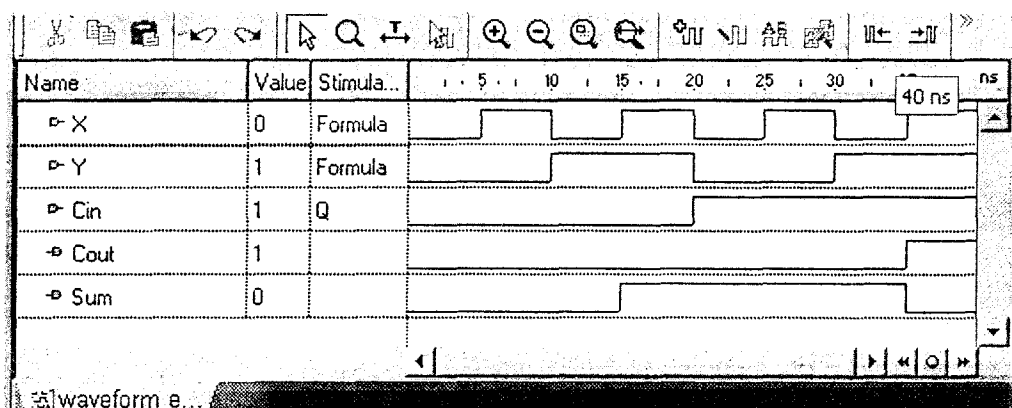 Name Value Stimula... 5 10 15 20 25 30 ns
40 ns
X 0 Formula
Y 1 Formula
Cin 1 Q
Cout 1
Sum 0
waveform e...